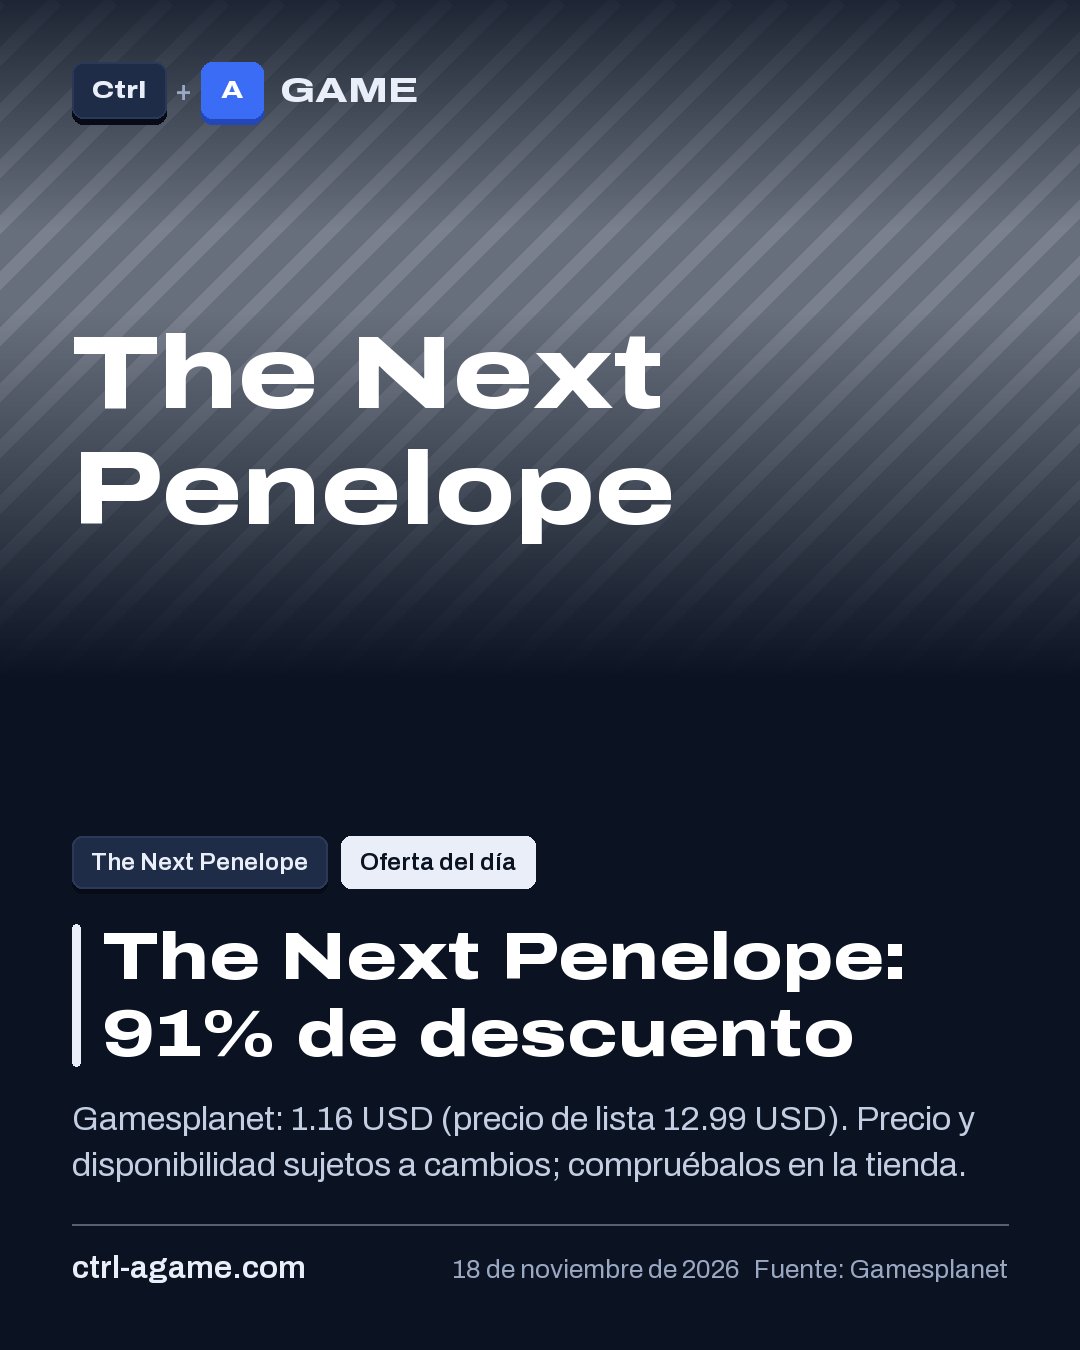 Ctrl + A GAME
The Next
Penelope
The Next Penelope
Oferta del día
The Next Penelope:
91% de descuento
Gamesplanet: 1.16 USD (precio de lista 12.99 USD). Precio y
disponibilidad sujetos a cambios; compruébalos en la tienda.
ctrl-agame.com
18 de noviembre de 2026 Fuente: Gamesplanet